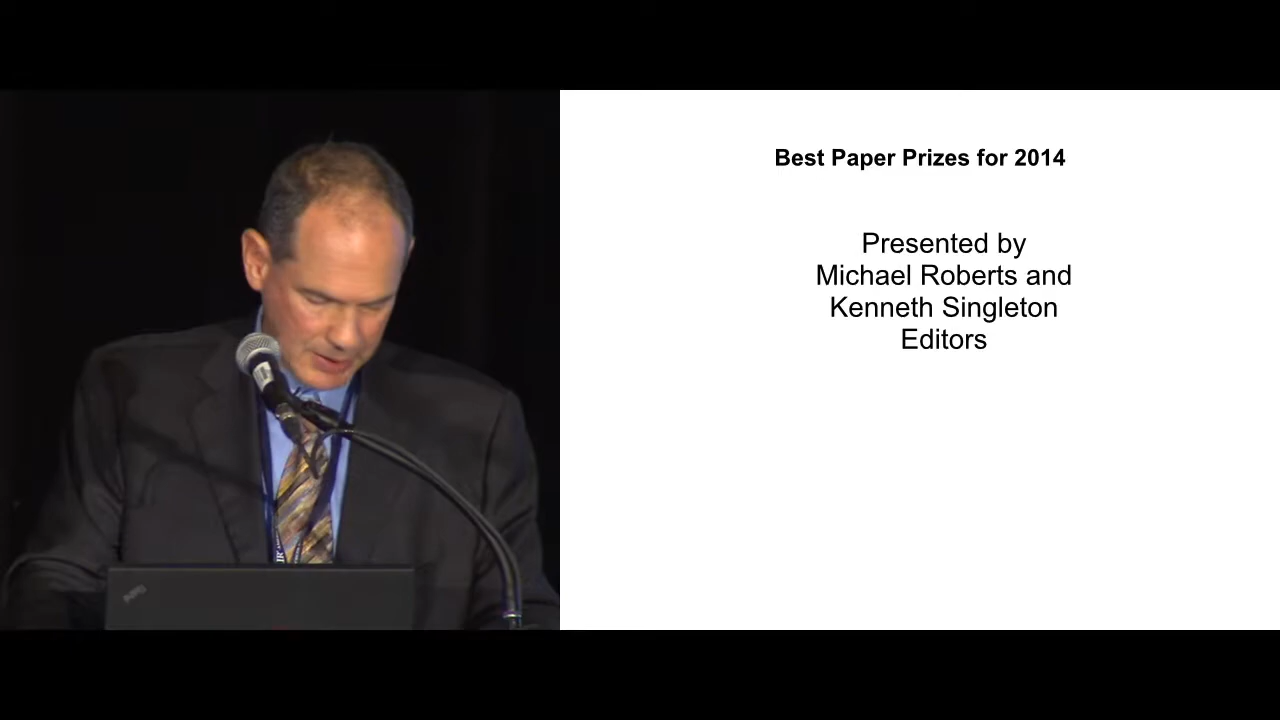 Best Paper Prizes for 2014
Presented by
Michael Roberts and
Kenneth Singleton
Editors